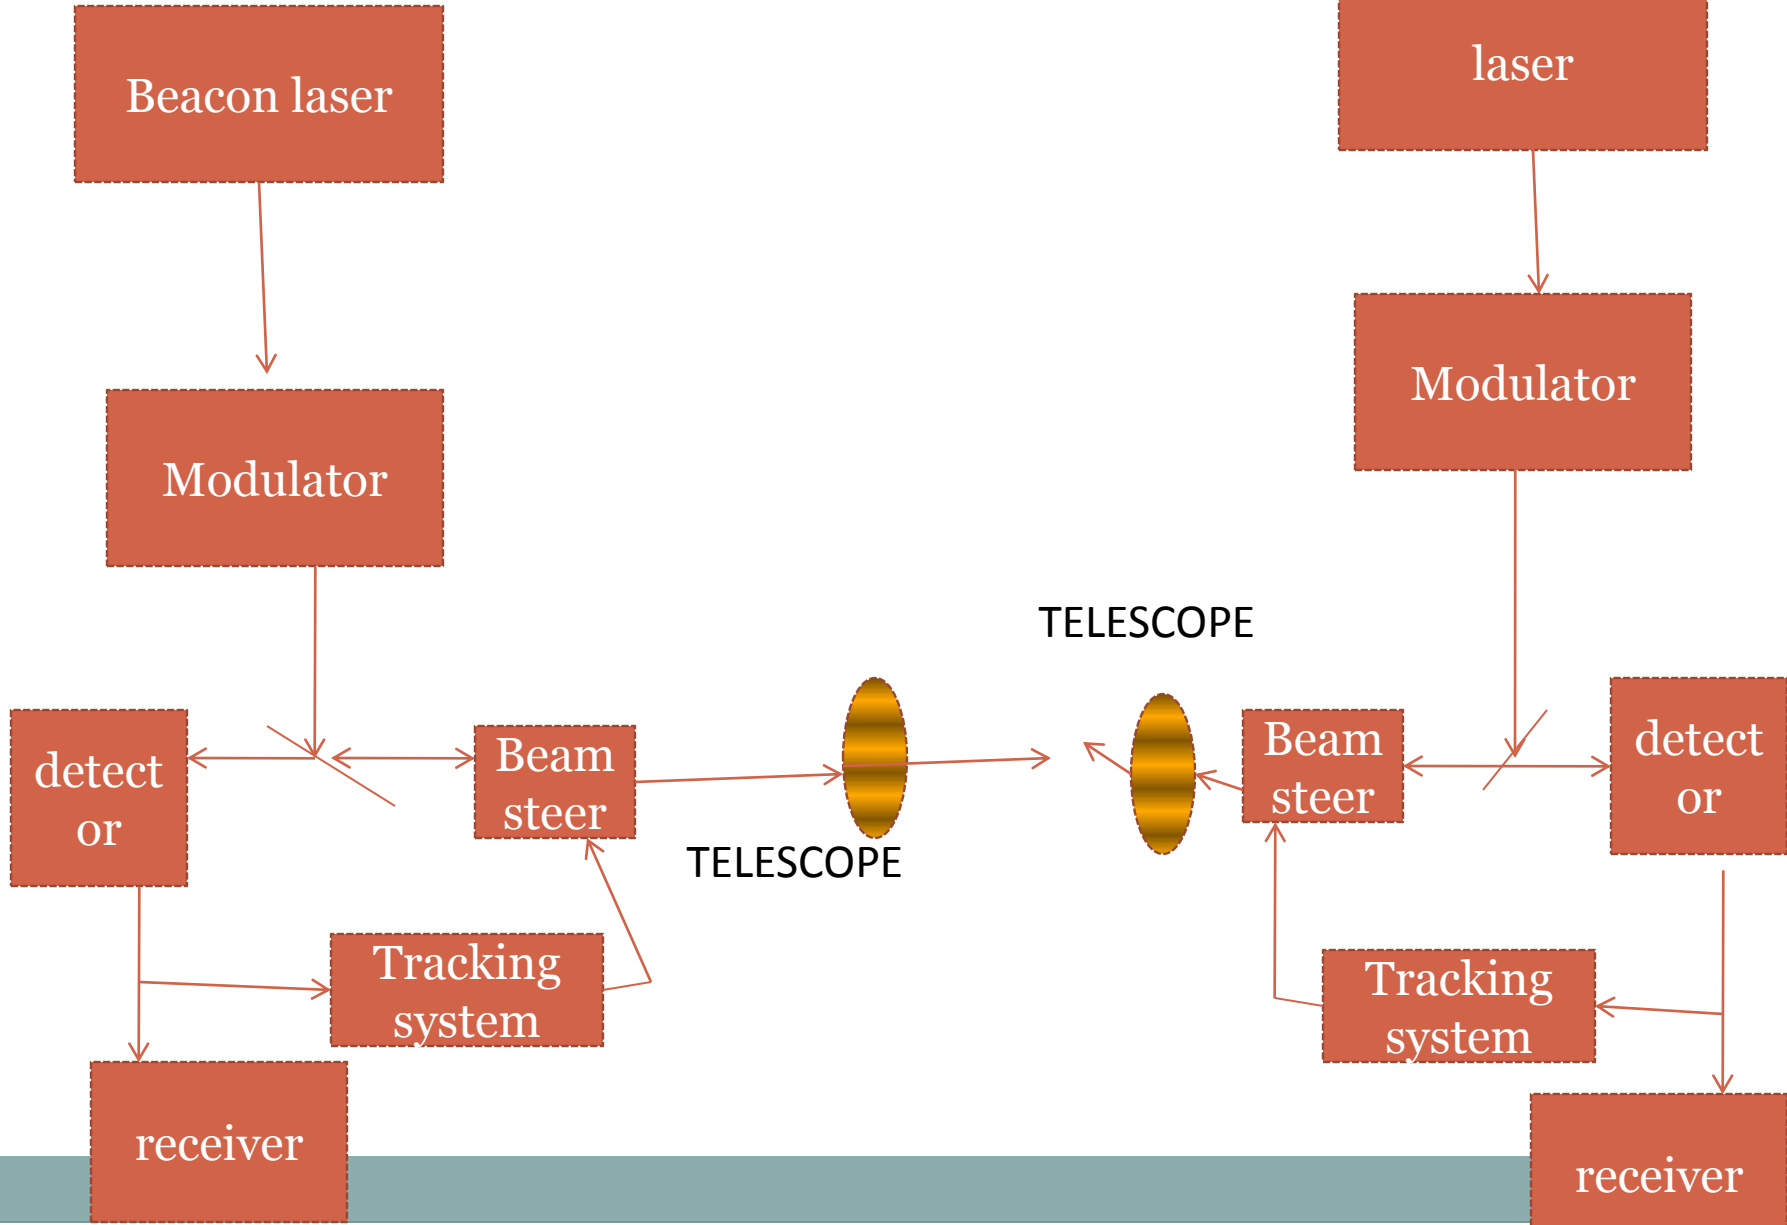 Beacon laser
laser
Modulator
Modulator
TELESCOPE
detect
or
Beam
steer
TELESCOPE
Beam
steer
detect
or
Tracking
system
Tracking
system
receiver
receiver